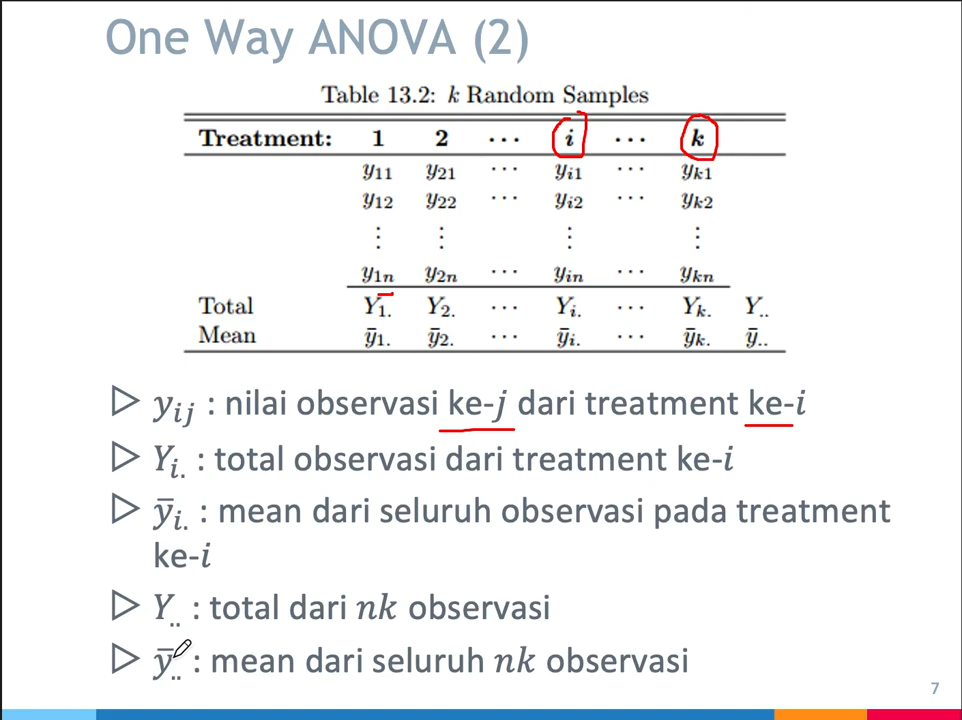 One Way ANOVA (2)
Table 13.2: k Random Samples
Treatment: 1 2 ··· i ··· k
y11 y21 ··· yi1 ··· yk1
y12 y22 ··· yi2 ··· yk2
⋮ ⋮ ⋮ ⋮
y1n y2n ··· yin ··· ykn
Total Y1. Y2. ··· Yi. ··· Yk. Y..
Mean ȳ1. ȳ2. ··· ȳi. ··· ȳk. ȳ..
▷ yij : nilai observasi ke-j dari treatment ke-i
▷ Yi. : total observasi dari treatment ke-i
▷ ȳi. : mean dari seluruh observasi pada treatment
ke-i
▷ Y.. : total dari nk observasi
▷ ȳ.. : mean dari seluruh nk observasi
7